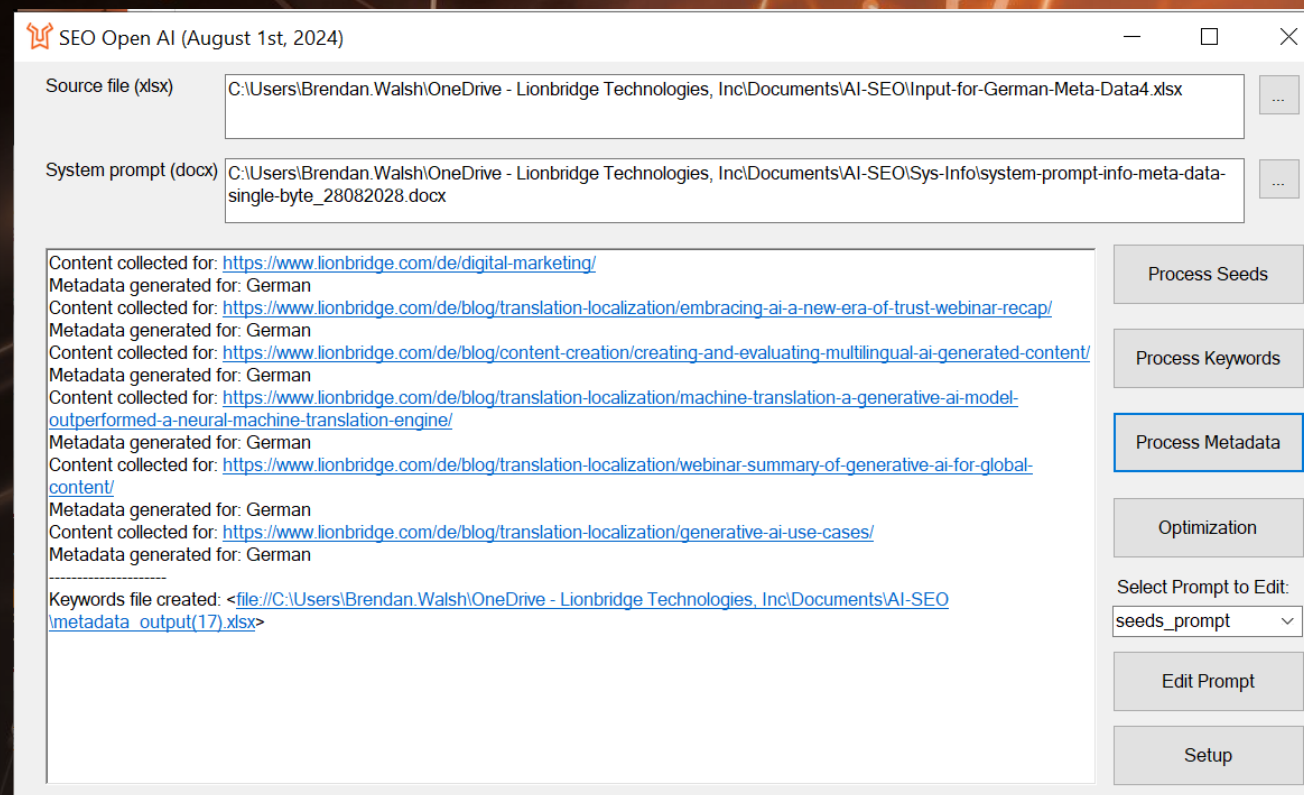 SEO Open AI (August 1st, 2024)
Source file (xlsx)
C:\Users\Brendan.Walsh\OneDrive - Lionbridge Technologies, Inc\Documents\AI-SEO\Input-for-German-Meta-Data4.xlsx
...
System prompt (docx)
C:\Users\Brendan.Walsh\OneDrive - Lionbridge Technologies, Inc\Documents\AI-SEO\Sys-Info\system-prompt-info-meta-data-
single-byte_28082028.docx
...
Content collected for: https://www.lionbridge.com/de/digital-marketing/
Metadata generated for: German
Content collected for: https://www.lionbridge.com/de/blog/translation-localization/embracing-ai-a-new-era-of-trust-webinar-recap/
Metadata generated for: German
Content collected for: https://www.lionbridge.com/de/blog/content-creation/creating-and-evaluating-multilingual-ai-generated-content/
Metadata generated for: German
Content collected for: https://www.lionbridge.com/de/blog/translation-localization/machine-translation-a-generative-ai-model-
outperformed-a-neural-machine-translation-engine/
Metadata generated for: German
Content collected for: https://www.lionbridge.com/de/blog/translation-localization/webinar-summary-of-generative-ai-for-global-
content/
Metadata generated for: German
Content collected for: https://www.lionbridge.com/de/blog/translation-localization/generative-ai-use-cases/
Metadata generated for: German
---------------------
Keywords file created: <file://C:\Users\Brendan.Walsh\OneDrive - Lionbridge Technologies, Inc\Documents\AI-SEO
\metadata_output(17).xlsx>
Process Seeds
Process Keywords
Process Metadata
Optimization
Select Prompt to Edit:
seeds_prompt
Edit Prompt
Setup